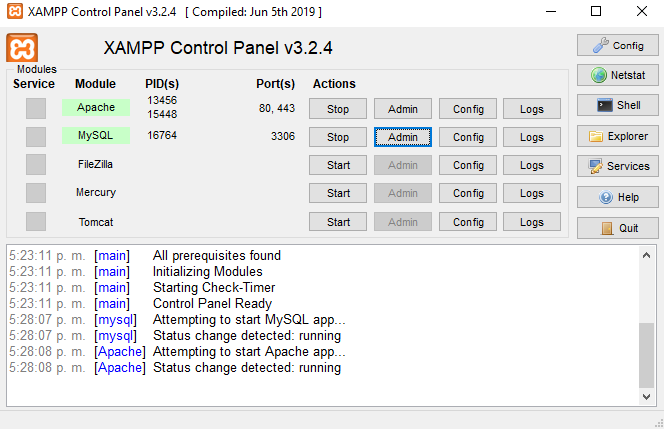 XAMPP Control Panel v3.2.4 [ Compiled: Jun 5th 2019 ]
XAMPP Control Panel v3.2.4
Config
Modules
Service Module PID(s) Port(s) Actions
Netstat
Apache 13456 15448 80, 443 Stop Admin Config Logs
Shell
MySQL 16764 3306 Stop Admin Config Logs
Explorer
FileZilla Start Admin Config Logs
Services
Mercury Start Admin Config Logs
Help
Tomcat Start Admin Config Logs
Quit
5:23:11 p. m. [main] All prerequisites found
5:23:11 p. m. [main] Initializing Modules
5:23:11 p. m. [main] Starting Check-Timer
5:23:11 p. m. [main] Control Panel Ready
5:28:07 p. m. [mysql] Attempting to start MySQL app...
5:28:07 p. m. [mysql] Status change detected: running
5:28:08 p. m. [Apache] Attempting to start Apache app...
5:28:08 p. m. [Apache] Status change detected: running